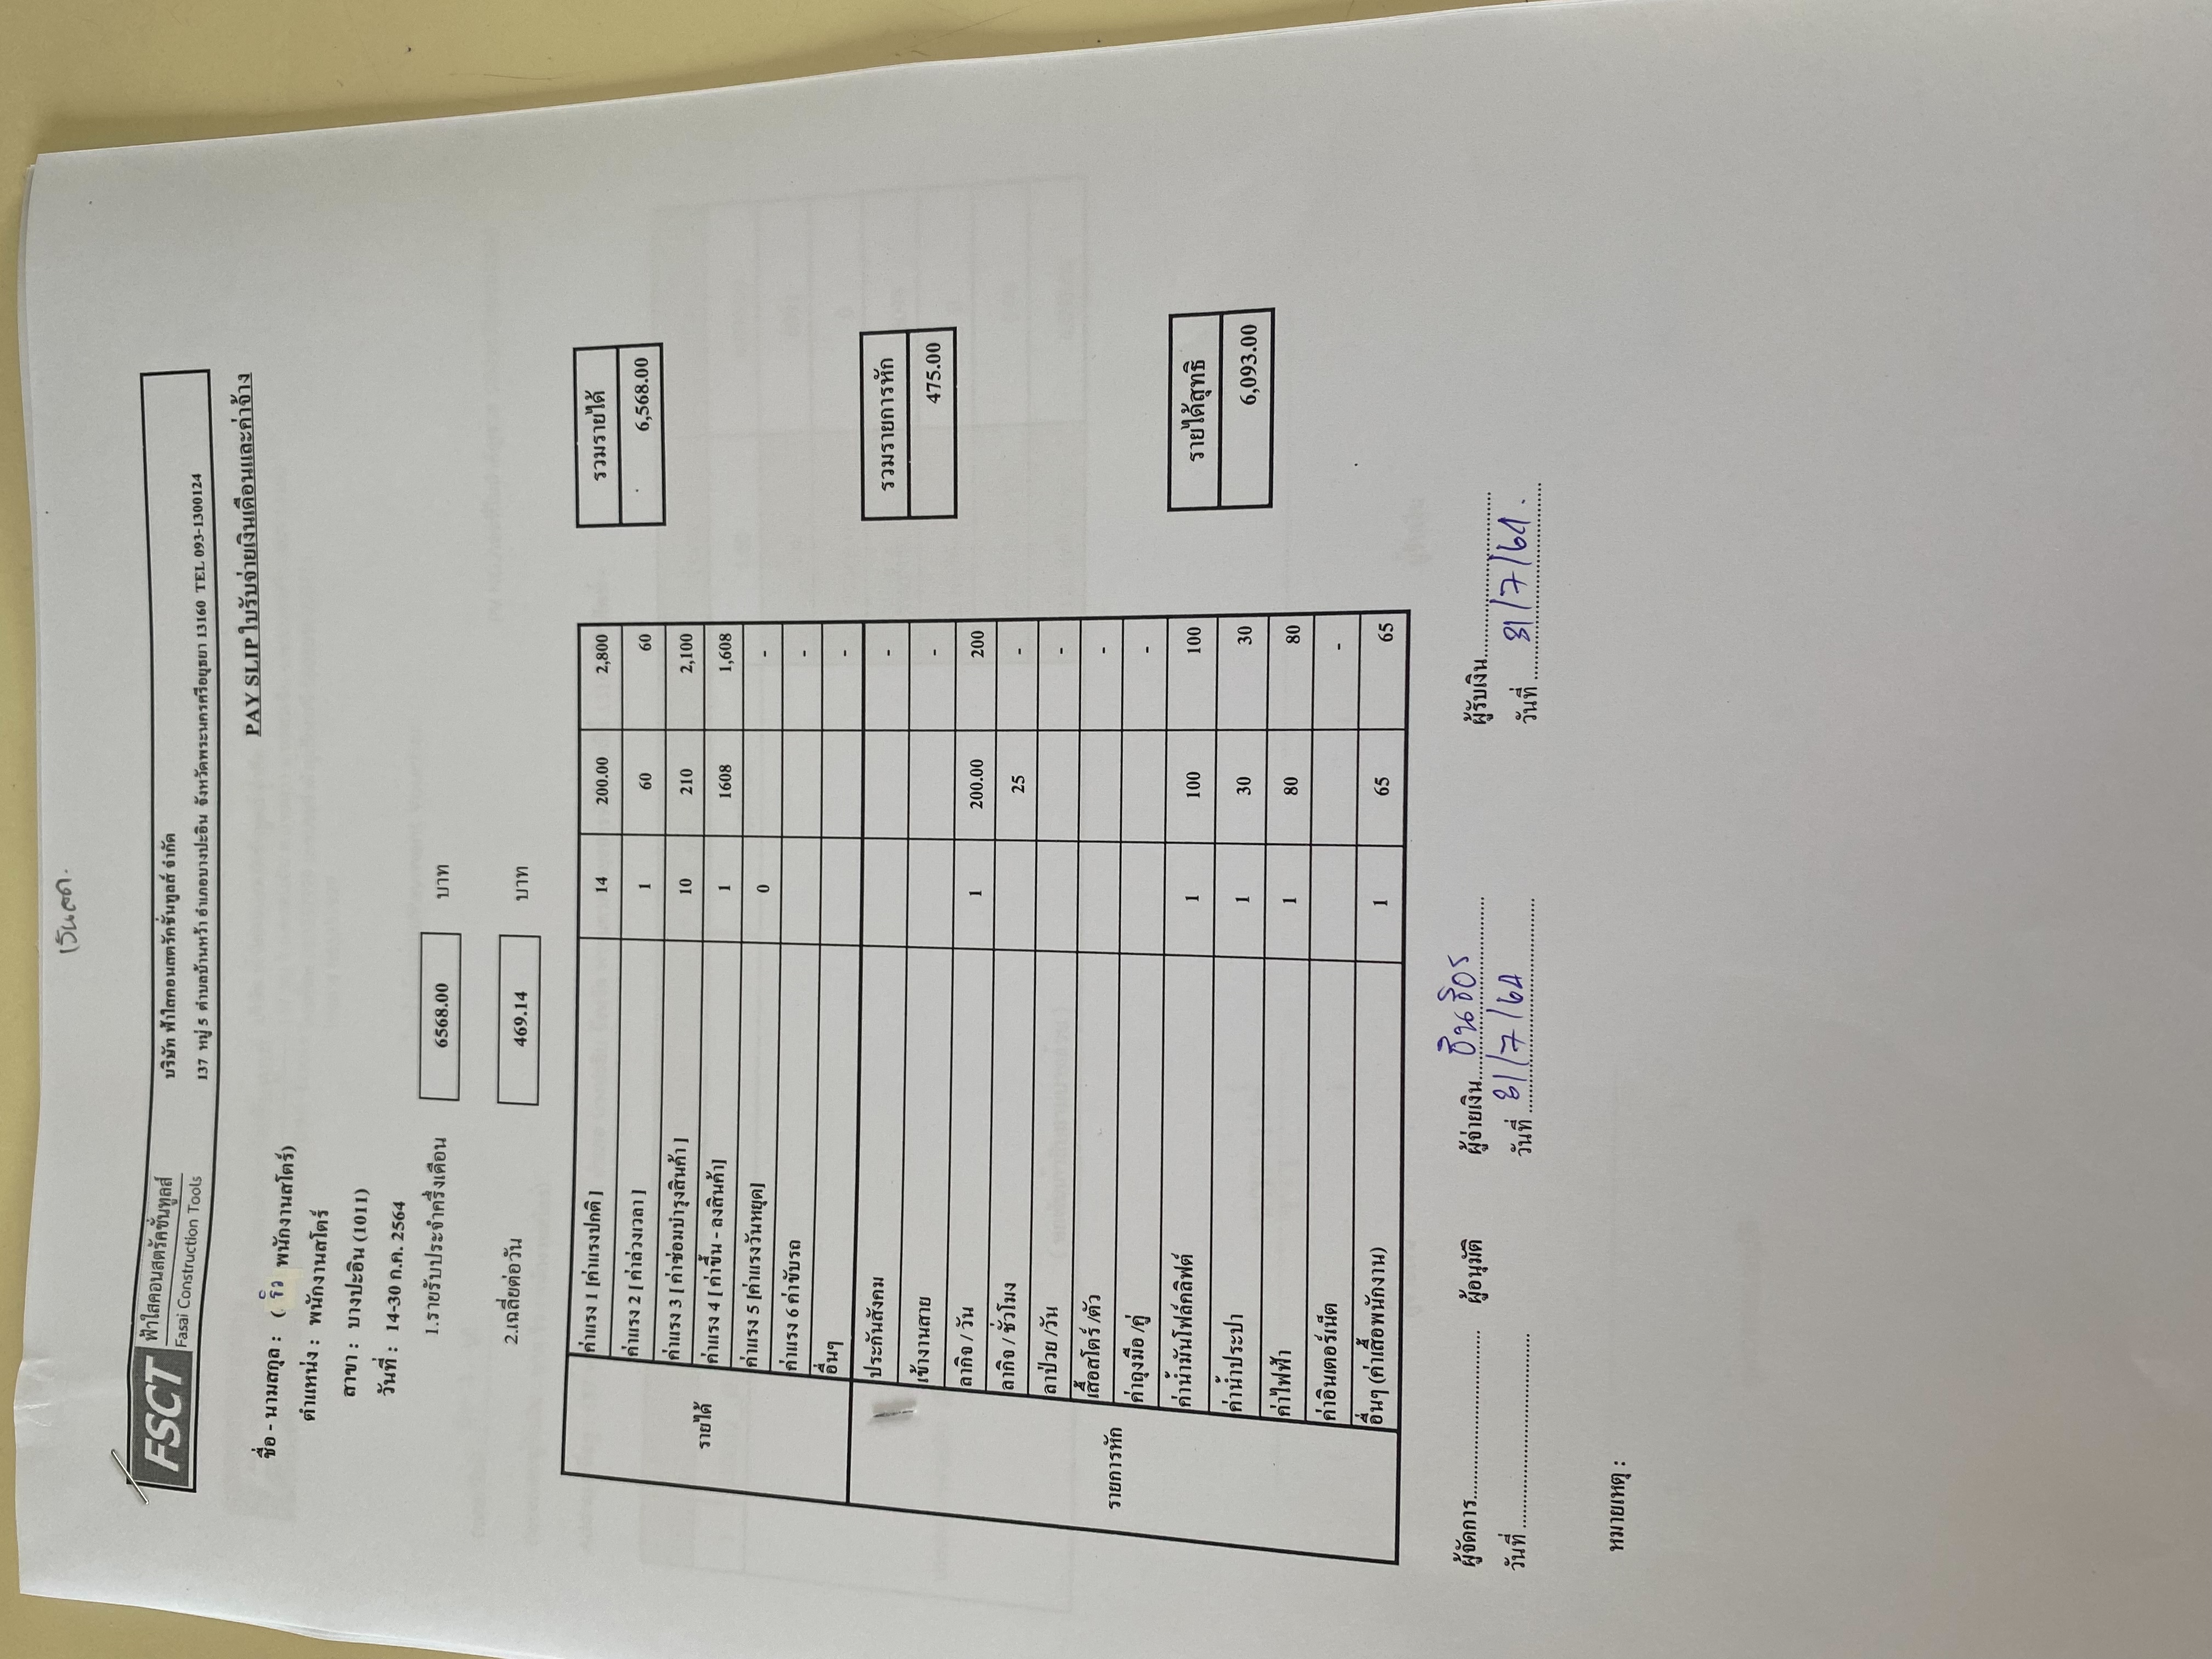 เงินสด.
FSCT ฟ้าใสคอนสตรัคชั่นทูลส์
Fasai Construction Tools
บริษัท ฟ้าใสคอนสตรัคชั่นทูลส์ จำกัด
137 หมู่ 5 ตำบลบ้านหว้า อำเภอบางปะอิน จังหวัดพระนครศรีอยุธยา 13160 TEL 093-1300124
PAY SLIP ใบรับจ่ายเงินเดือนและค่าจ้าง
ชื่อ - นามสกุล : ( ริว พนักงานสโตร์)
ตำแหน่ง : พนักงานสโตร์
สาขา : บางปะอิน (1011)
วันที่ : 14-30 ก.ค. 2564
1.รายรับประจำครึ่งเดือน 6568.00 บาท
2.เฉลี่ยต่อวัน 469.14 บาท
รายได้
ค่าแรง 1 [ค่าแรงปกติ ] 14 200.00 2,800
ค่าแรง 2 [ ค่าล่วงเวลา ] 1 60 60
ค่าแรง 3 [ ค่าซ่อมบำรุงสินค้า ] 10 210 2,100
ค่าแรง 4 [ ค่าขึ้น - ลงสินค้า] 1 1608 1,608
ค่าแรง 5 [ค่าแรงวันหยุด] 0 -
ค่าแรง 6 ค่าขับรถ -
อื่นๆ -
รวมรายได้
6,568.00
รายการหัก
ประกันสังคม -
เข้างานสาย -
ลากิจ / วัน 1 200.00 200
ลากิจ / ชั่วโมง 25 -
ลาป่วย /วัน -
เสื้อสโตร์ /ตัว -
ค่าถุงมือ /คู่ -
ค่าน้ำมันโฟล์คลิฟต์ 1 100 100
ค่าน้ำประปา 1 30 30
ค่าไฟฟ้า 1 80 80
ค่าอินเตอร์เน็ต -
อื่นๆ (ค่าเสื้อพนักงาน) 1 65 65
รวมรายการหัก
475.00
รายได้สุทธิ
6,093.00
ผู้จัดการ................................ ผู้อนุมัติ ผู้จ่ายเงิน................................ ผู้รับเงิน................................
วันที่ ................................ วันที่ 31/7/64 วันที่ 31/7/64.
หมายเหตุ :